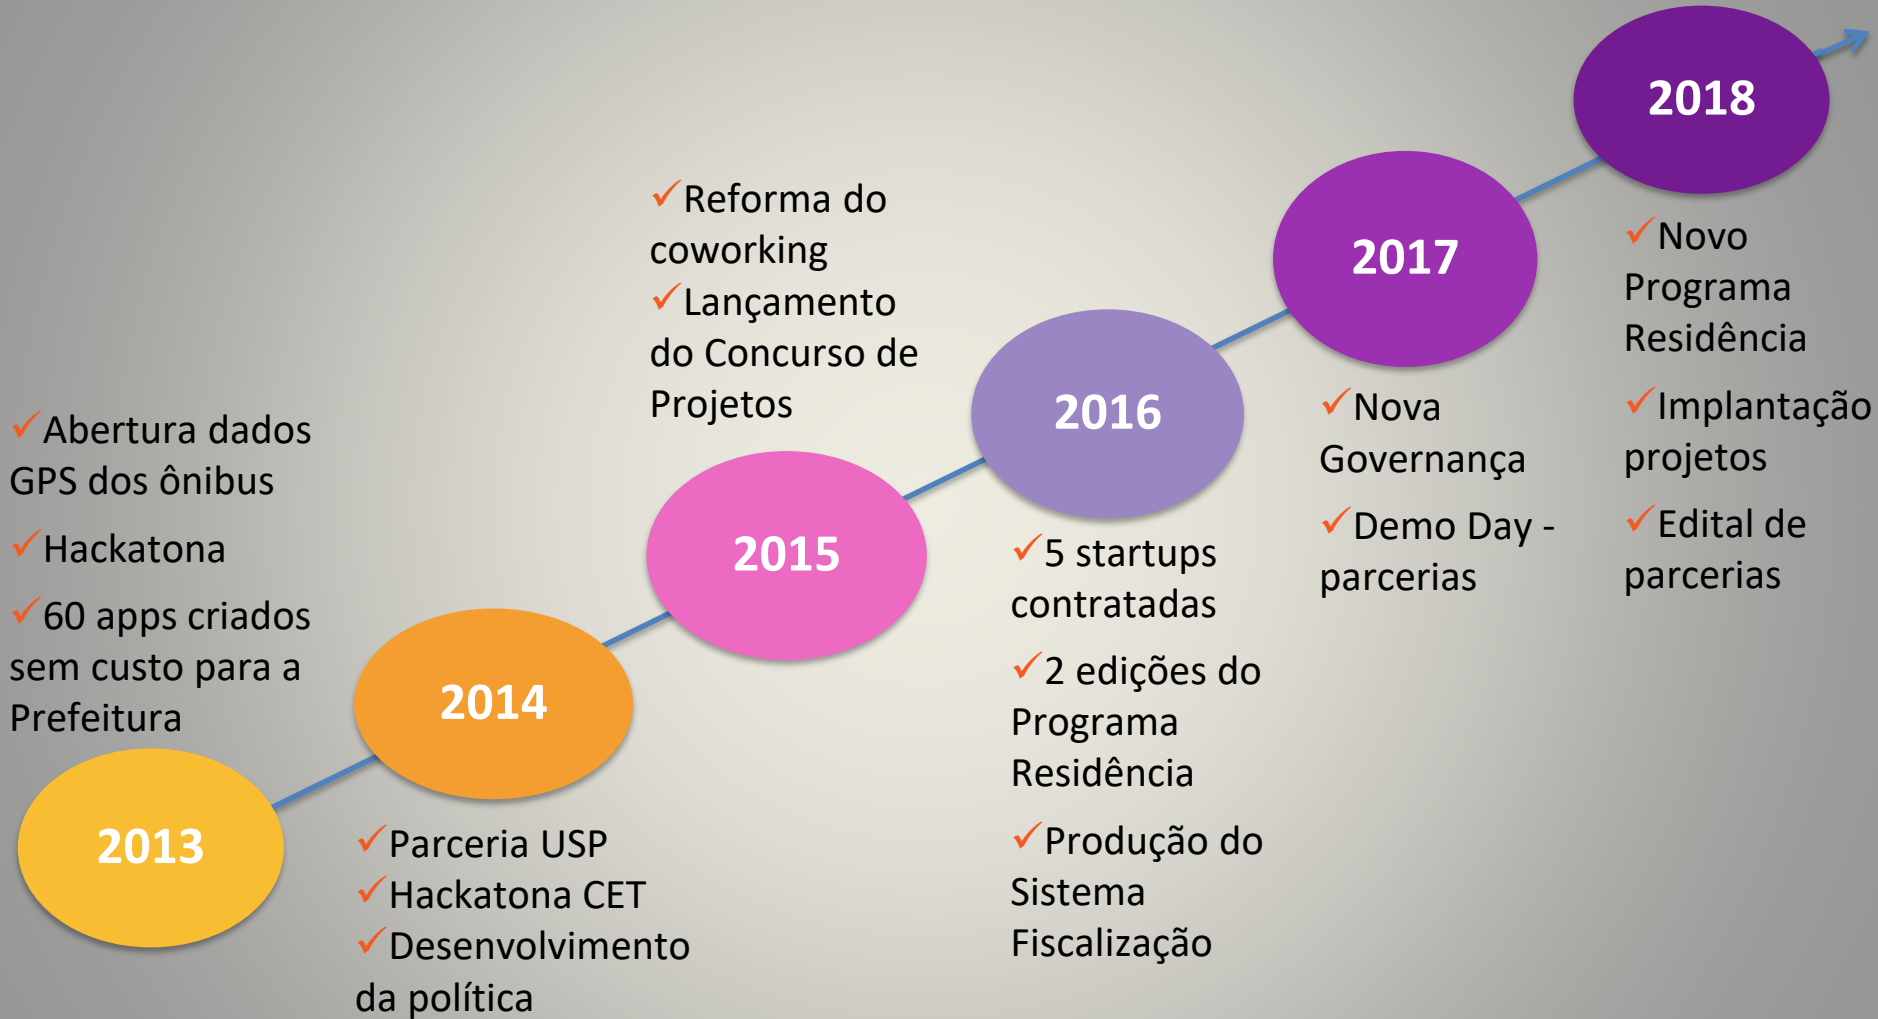 ✓Abertura dados
GPS dos ônibus
✓Hackatona
✓60 apps criados
sem custo para a
Prefeitura
2013
2014
✓Parceria USP
✓Hackatona CET
✓Desenvolvimento
da política
✓Reforma do
coworking
✓Lançamento
do Concurso de
Projetos
2015
2016
✓5 startups
contratadas
✓2 edições do
Programa
Residência
✓Produção do
Sistema
Fiscalização
2017
✓Nova
Governança
✓Demo Day -
parcerias
2018
✓Novo
Programa
Residência
✓Implantação
projetos
✓Edital de
parcerias